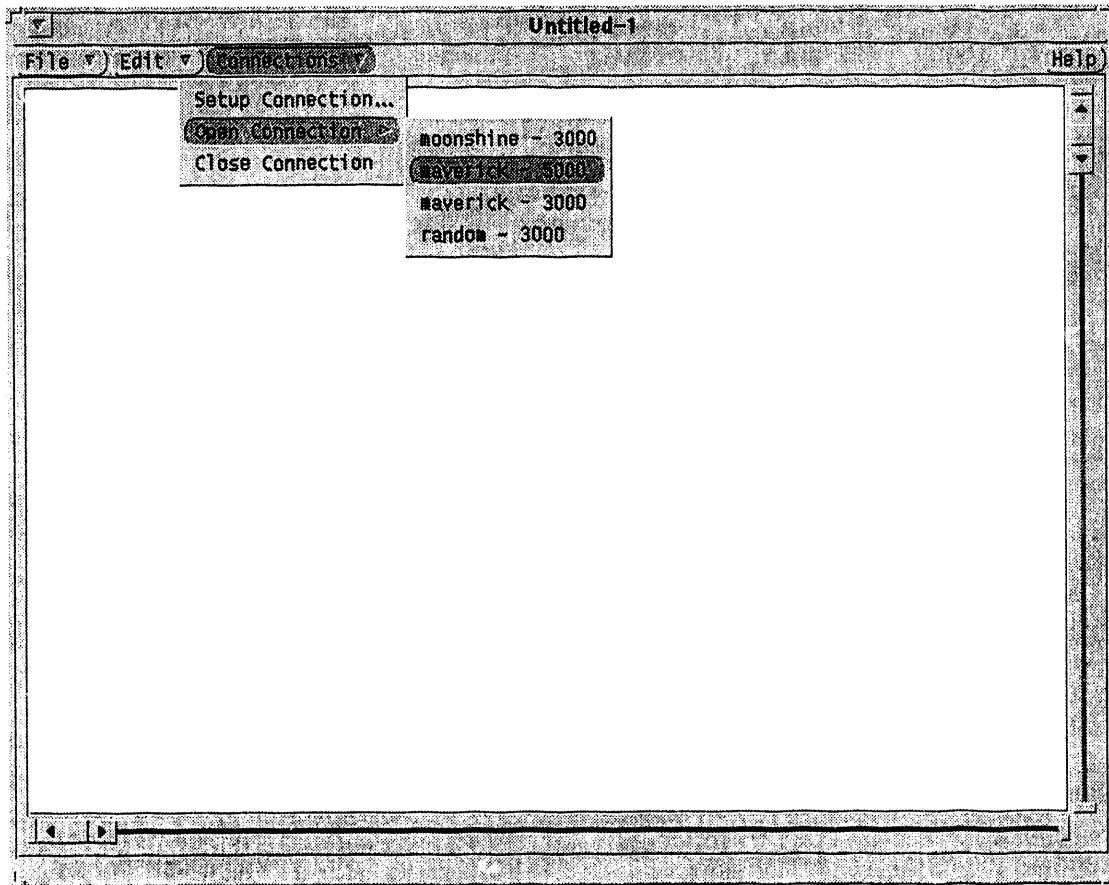 Untitled-1
File Edit Connections Help
Setup Connection...
Open Connection
Close Connection
moonshine - 3000
maverick - 5000
maverick - 3000
random - 3000